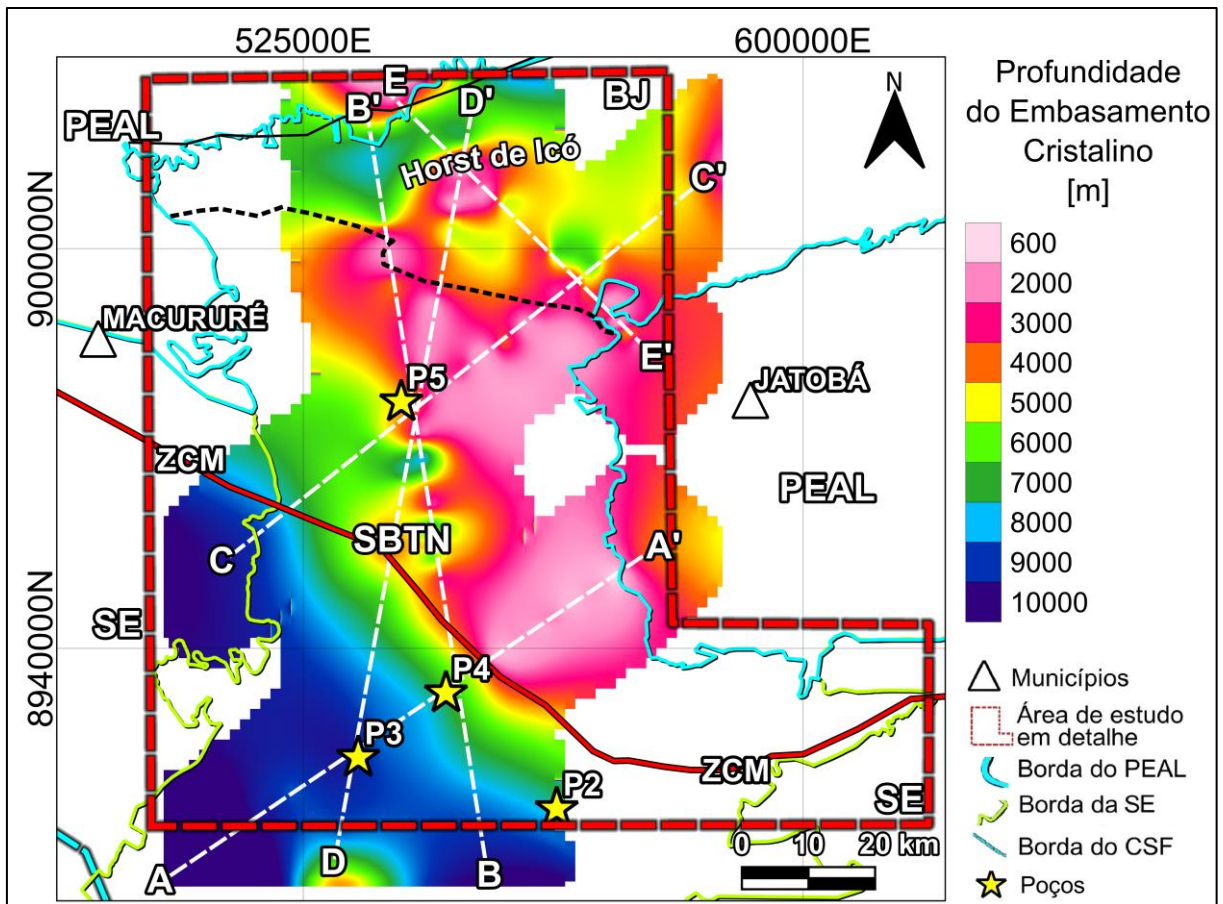 525000E
600000E
N
9000000N
8940000N
PEAL
E
B'
D'
BJ
Horst de Icó
C'
MACURURÉ
E'
P5
JATOBÁ
ZCM
PEAL
SBTN
C
A'
SE
P4
P3
ZCM
P2
SE
D
B
A
0 10 20 km
Profundidade
do Embasamento
Cristalino
[m]
600
2000
3000
4000
5000
6000
7000
8000
9000
10000
Municípios
Área de estudo
em detalhe
Borda do PEAL
Borda da SE
Borda do CSF
Poços